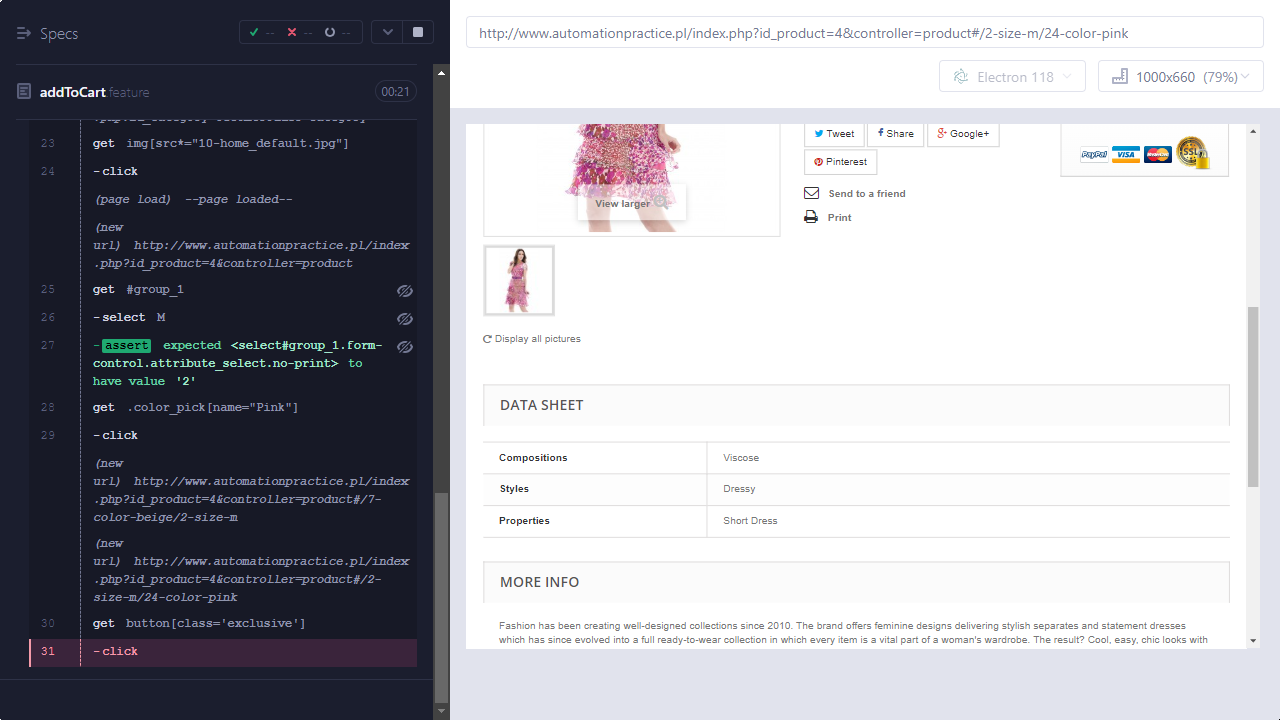 Specs
-- -- --
addToCart.feature
00:21
23 get img[src*="10-home_default.jpg"]
24 -click
(page load) --page loaded--
(new
url) http://www.automationpractice.pl/index
.php?id_product=4&controller=product
25 get #group_1
26 -select M
27 -assert expected <select#group_1.form-
control.attribute_select.no-print> to
have value '2'
28 get .color_pick[name="Pink"]
29 -click
(new
url) http://www.automationpractice.pl/index
.php?id_product=4&controller=product#/7-
color-beige/2-size-m
(new
url) http://www.automationpractice.pl/index
.php?id_product=4&controller=product#/2-
size-m/24-color-pink
30 get button[class='exclusive']
31 -click
http://www.automationpractice.pl/index.php?id_product=4&controller=product#/2-size-m/24-color-pink
Electron 118
1000x660 (79%)
Tweet
Share
Google+
Pinterest
PayPal VISA SSL
View larger
Send to a friend
Print
Display all pictures
DATA SHEET
Compositions Viscose
Styles Dressy
Properties Short Dress
MORE INFO
Fashion has been creating well-designed collections since 2010. The brand offers feminine designs delivering stylish separates and statement dresses
which has since evolved into a full ready-to-wear collection in which every item is a vital part of a woman's wardrobe. The result? Cool, easy, chic looks with